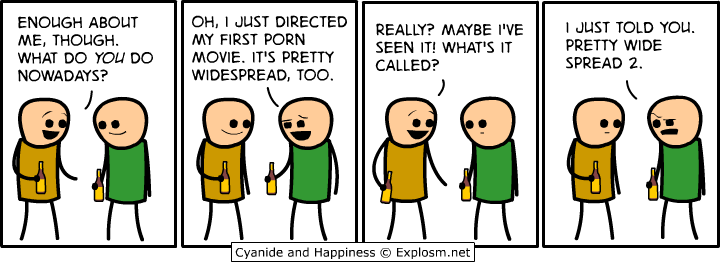 ENOUGH ABOUT
ME, THOUGH.
WHAT DO YOU DO
NOWADAYS?
OH, I JUST DIRECTED
MY FIRST PORN
MOVIE. IT'S PRETTY
WIDESPREAD, TOO.
REALLY? MAYBE I'VE
SEEN IT! WHAT'S IT
CALLED?
I JUST TOLD YOU.
PRETTY WIDE
SPREAD 2.
Cyanide and Happiness © Explosm.net